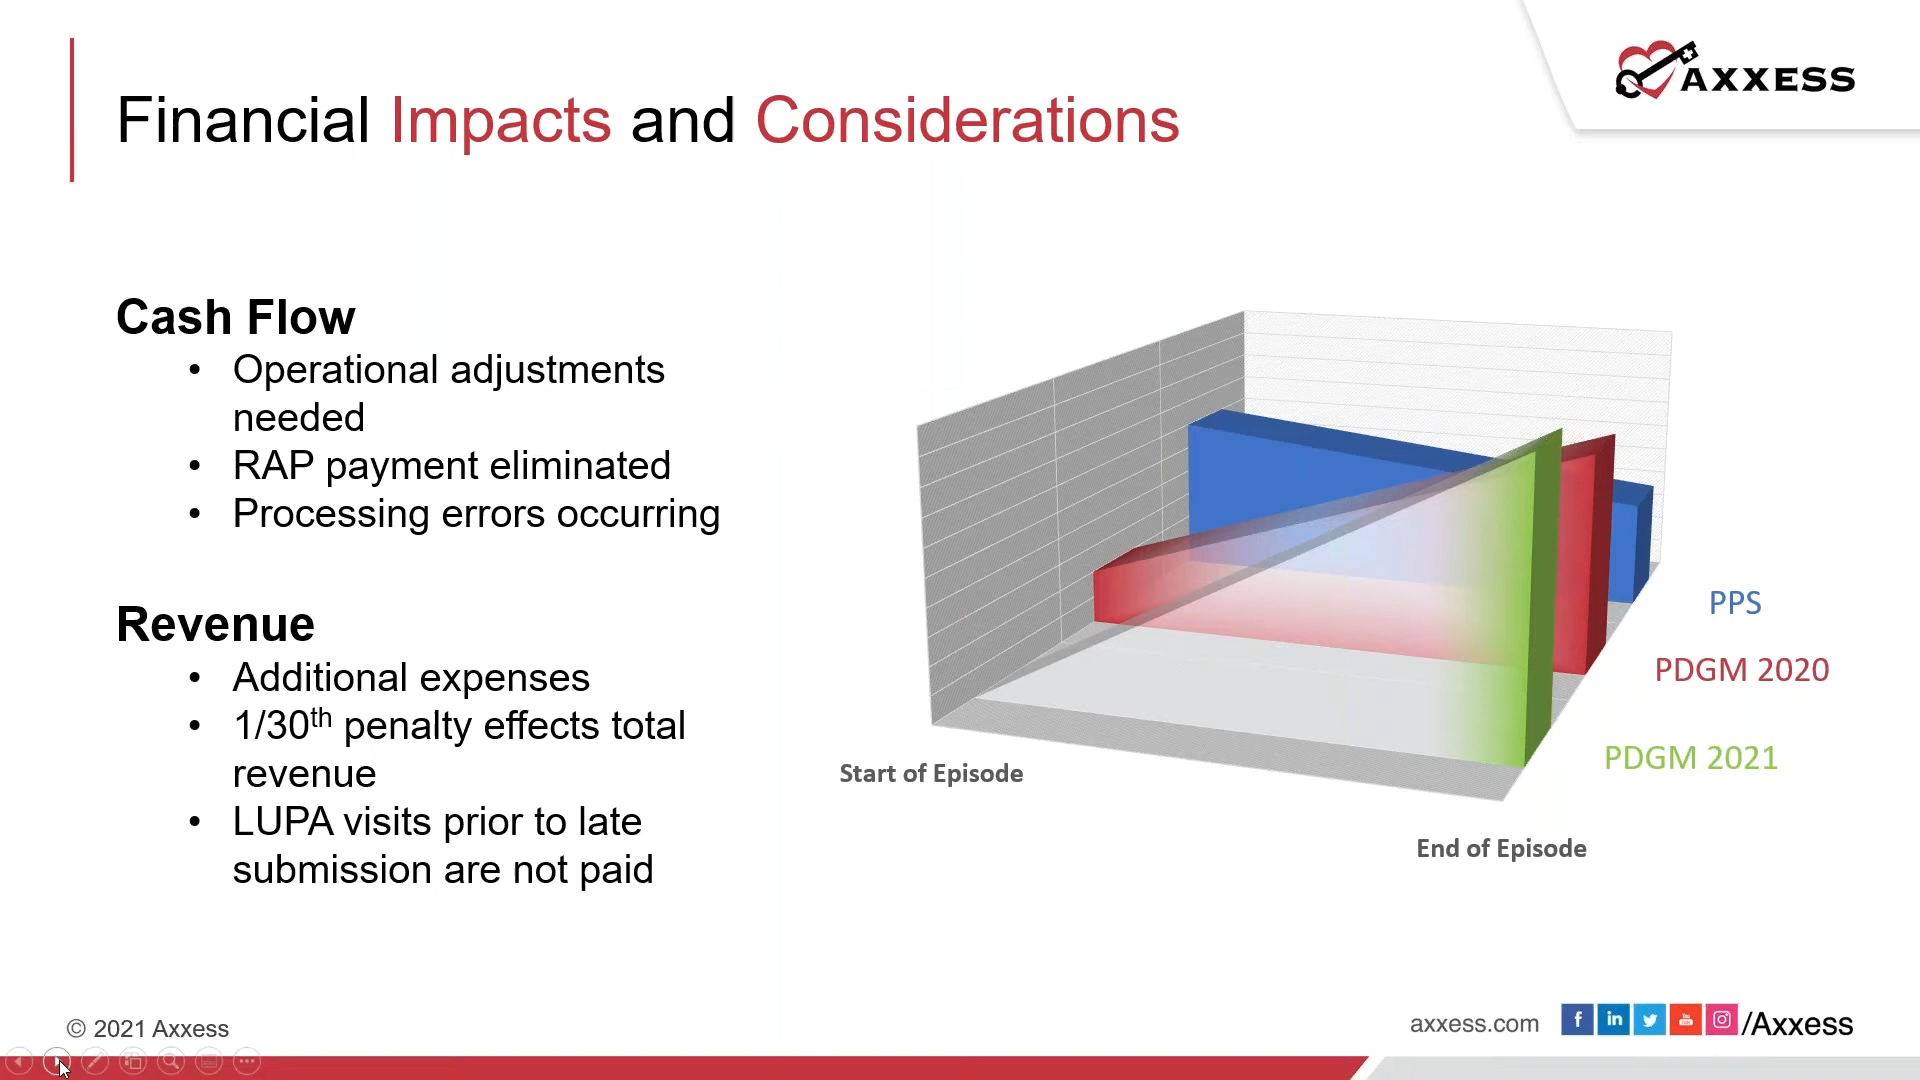 AXXESS
Financial Impacts and Considerations
Cash Flow
• Operational adjustments
needed
• RAP payment eliminated
• Processing errors occurring
Revenue
• Additional expenses
• 1/30th penalty effects total
revenue
• LUPA visits prior to late
submission are not paid
PPS
PDGM 2020
PDGM 2021
Start of Episode
End of Episode
© 2021 Axxess
axxess.com
/Axxess